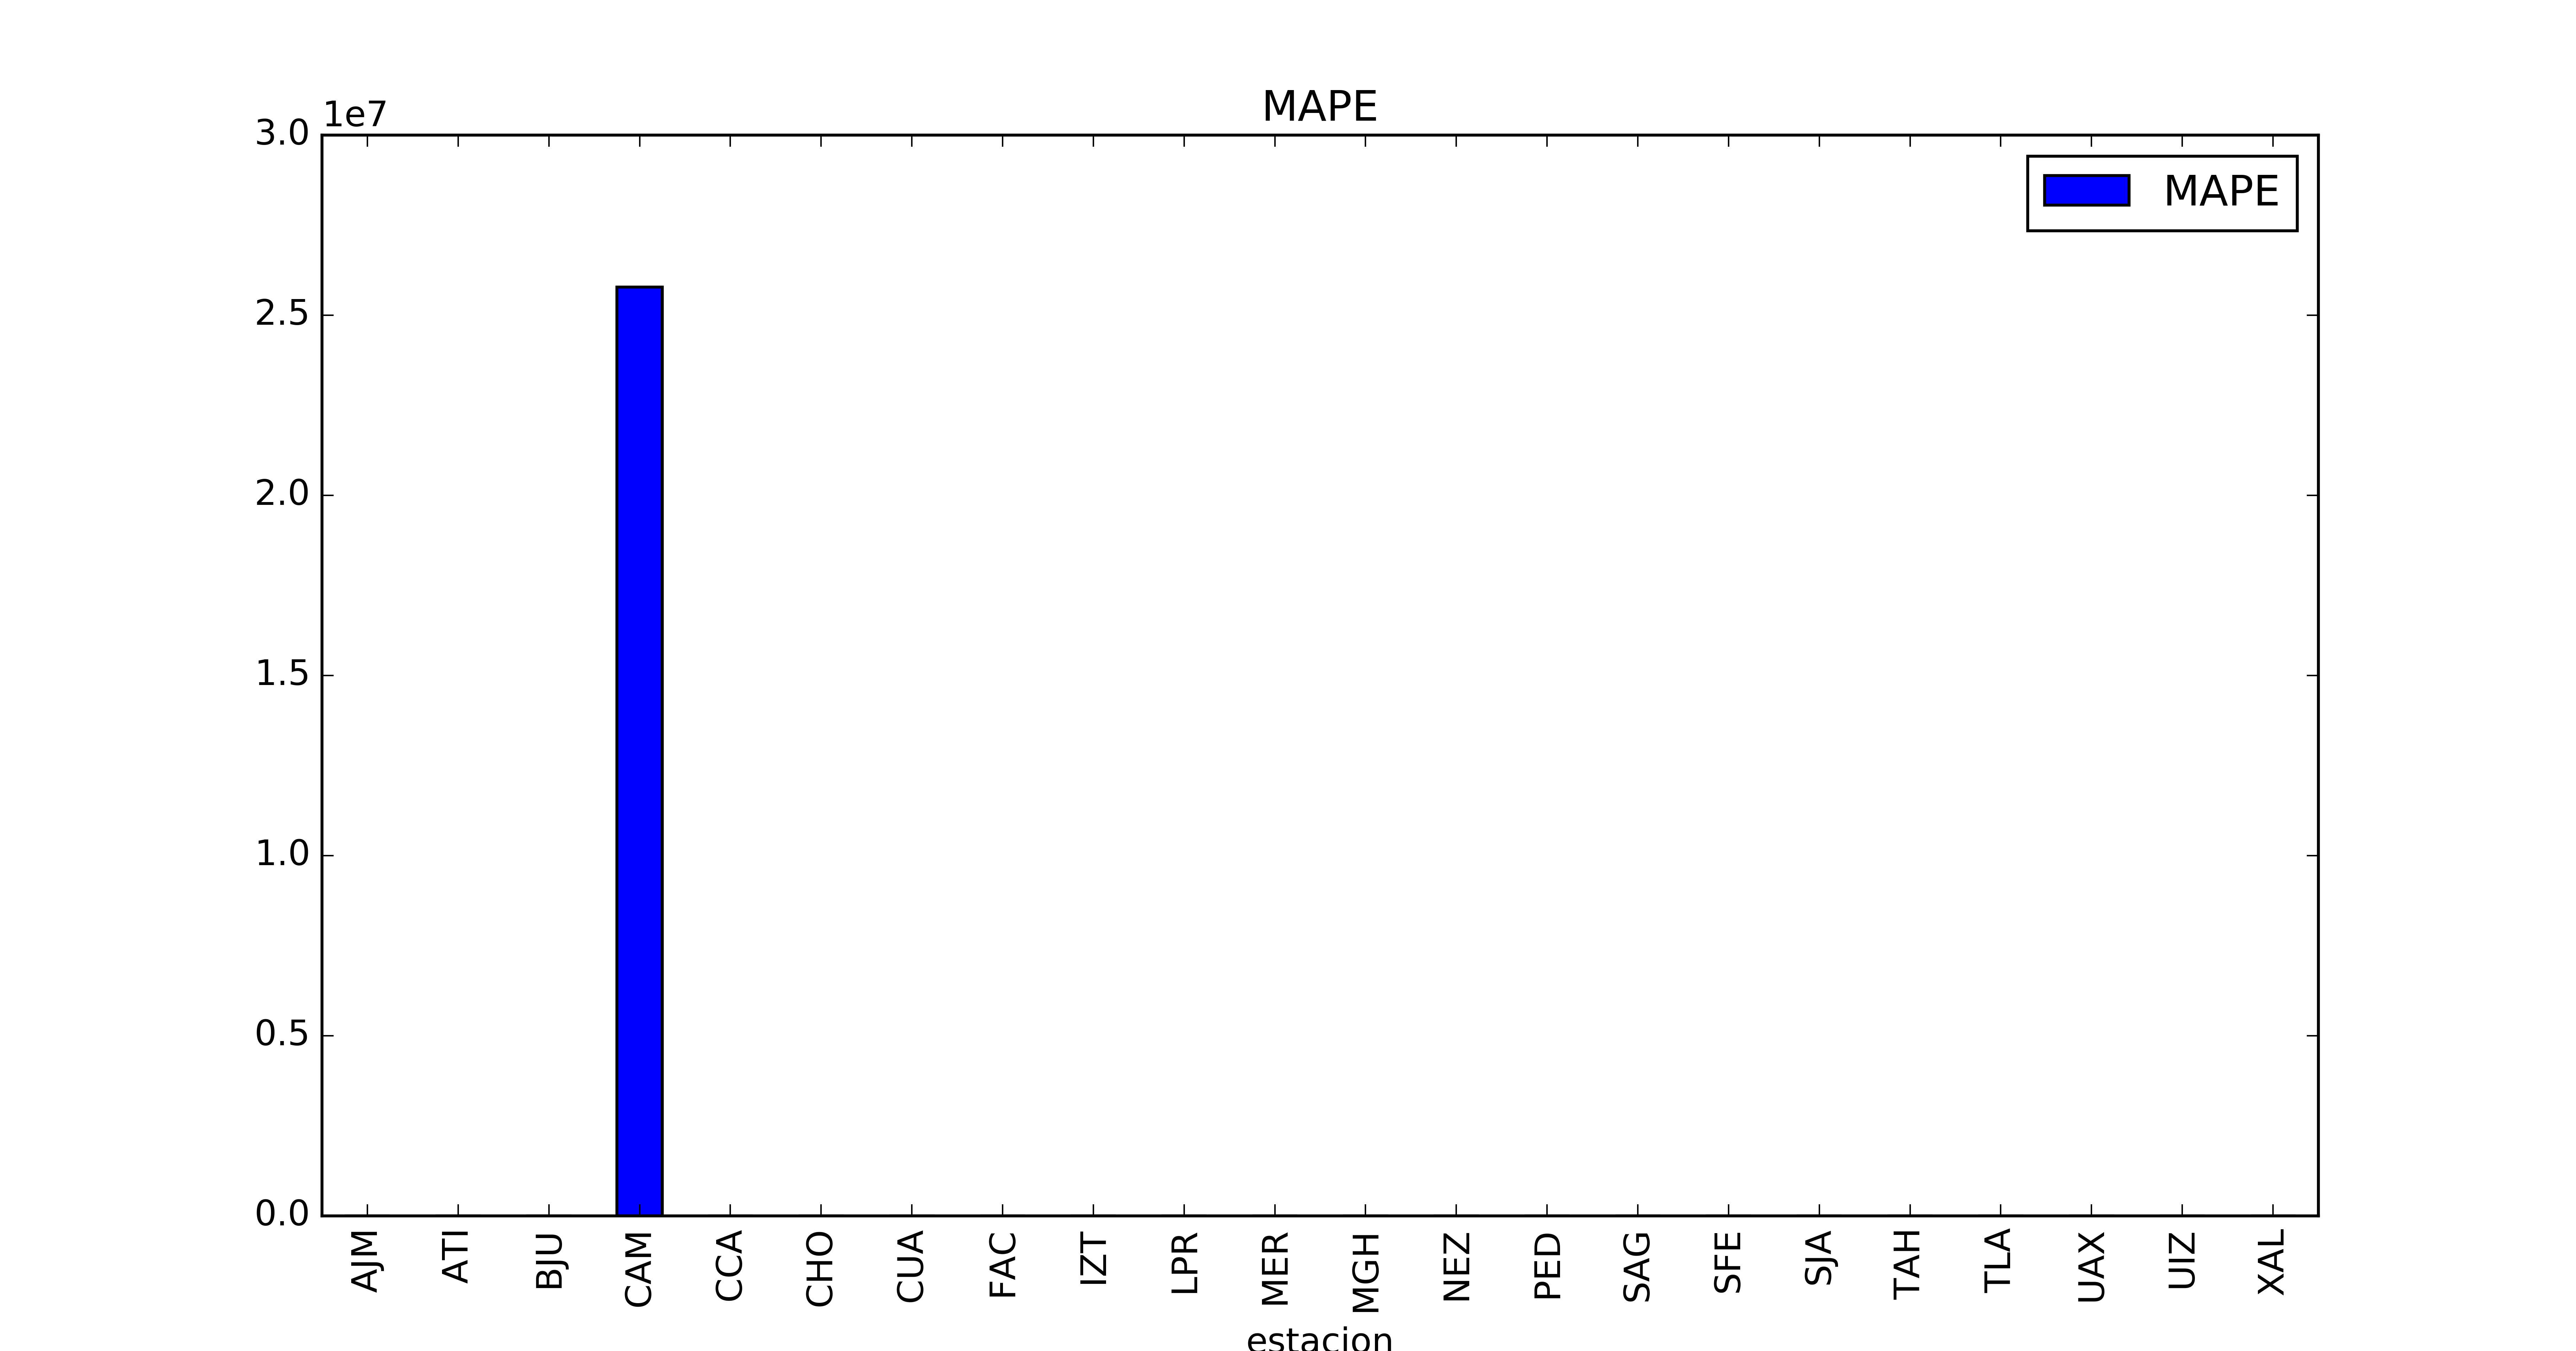 MAPE
1e7
3.0
2.5
2.0
1.5
1.0
0.5
0.0
MAPE
AJM
ATI
BJU
CAM
CCA
CHO
CUA
FAC
IZT
LPR
MER
MGH
NEZ
PED
SAG
SFE
SJA
TAH
TLA
UAX
UIZ
XAL
estacion